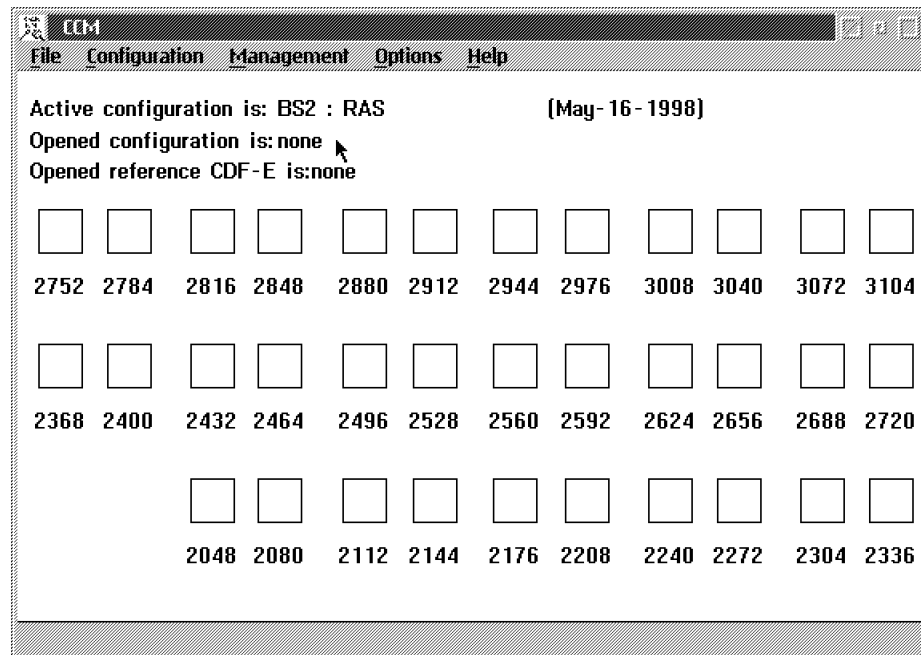 CCM
File Configuration Management Options Help
Active configuration is: BS2 : RAS (May-16-1998)
Opened configuration is: none
Opened reference CDF-E is:none
2752 2784 2816 2848 2880 2912 2944 2976 3008 3040 3072 3104
2368 2400 2432 2464 2496 2528 2560 2592 2624 2656 2688 2720
2048 2080 2112 2144 2176 2208 2240 2272 2304 2336